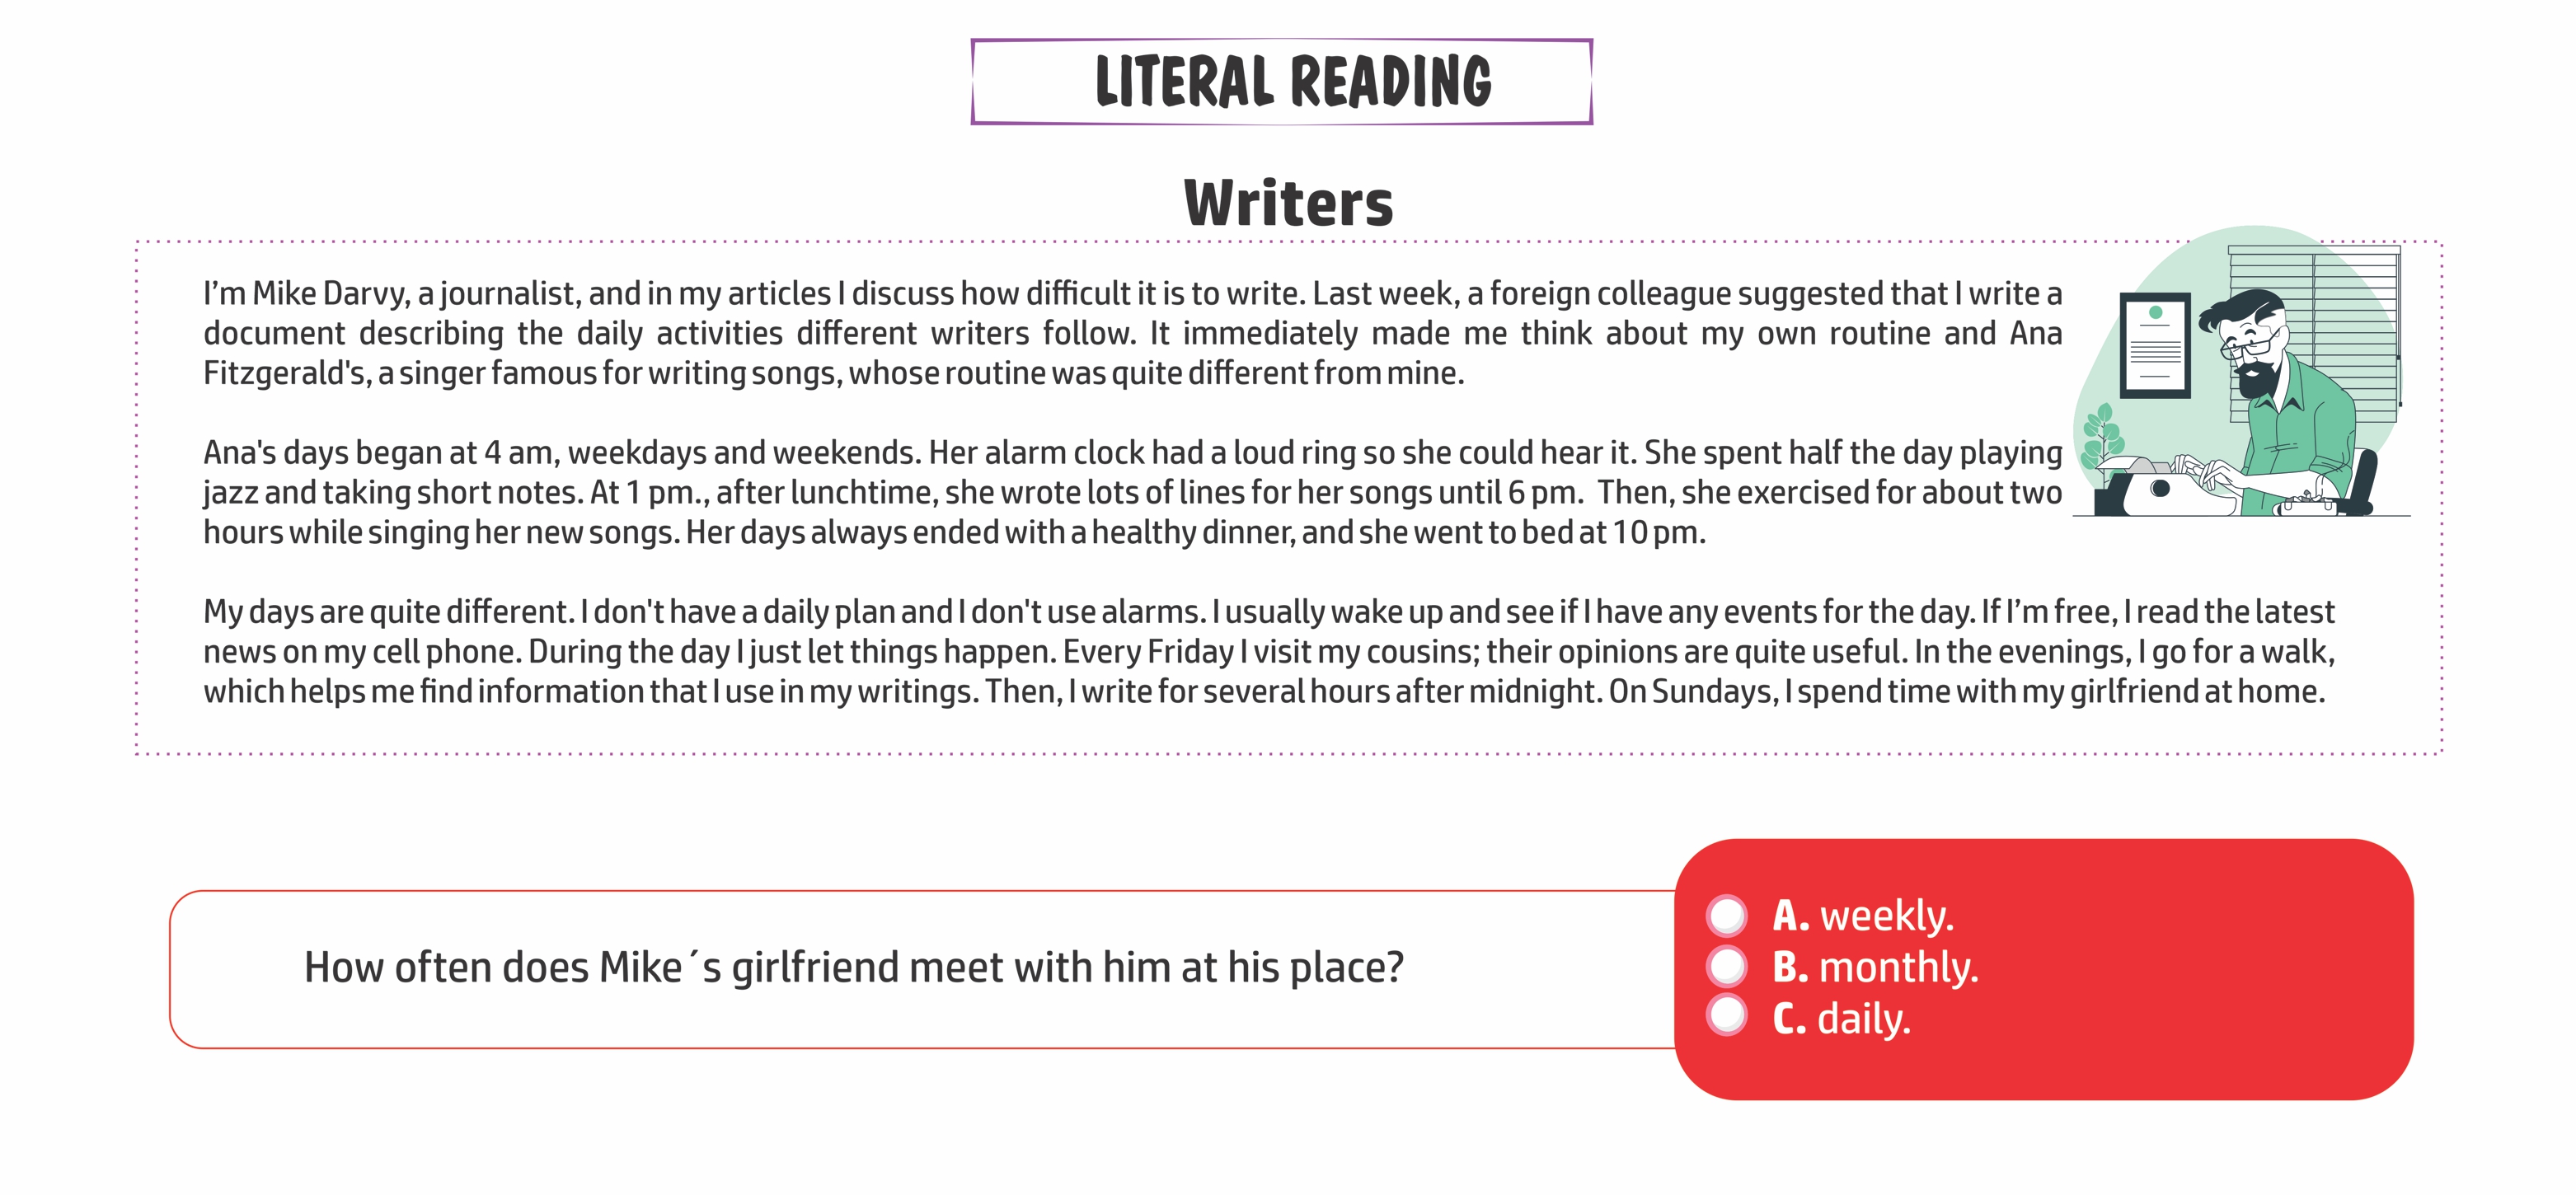 LITERAL READING
Writers
I'm Mike Darvy, a journalist, and in my articles I discuss how difficult it is to write. Last week, a foreign colleague suggested that I write a
document describing the daily activities different writers follow. It immediately made me think about my own routine and Ana
Fitzgerald's, a singer famous for writing songs, whose routine was quite different from mine.
Ana's days began at 4 am, weekdays and weekends. Her alarm clock had a loud ring so she could hear it. She spent half the day playing
jazz and taking short notes. At 1 pm., after lunchtime, she wrote lots of lines for her songs until 6 pm. Then, she exercised for about two
hours while singing her new songs. Her days always ended with a healthy dinner, and she went to bed at 10 pm.
My days are quite different. I don't have a daily plan and I don't use alarms. I usually wake up and see if I have any events for the day. If I'm free, I read the latest
news on my cell phone. During the day I just let things happen. Every Friday I visit my cousins; their opinions are quite useful. In the evenings, I go for a walk,
which helps me find information that I use in my writings. Then, I write for several hours after midnight. On Sundays, I spend time with my girlfriend at home.
How often does Mike´s girlfriend meet with him at his place?
A. weekly.
B. monthly.
C. daily.